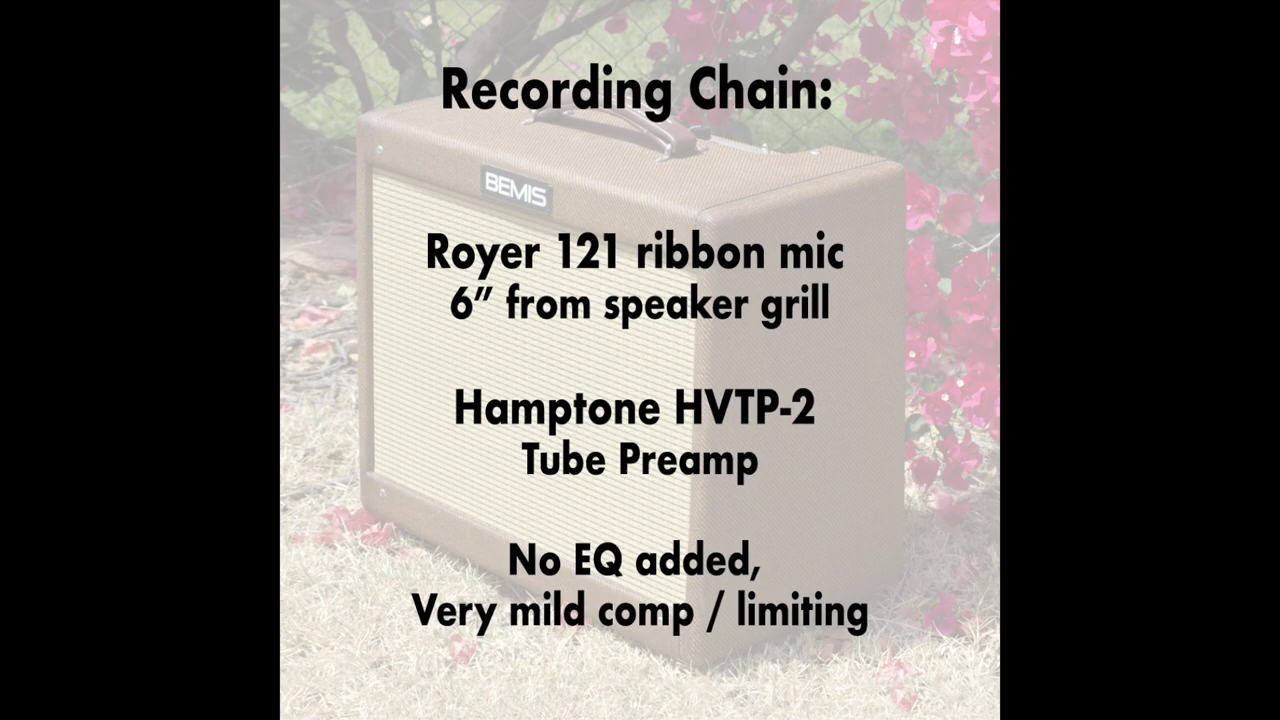 Recording Chain:
BEMIS
Royer 121 ribbon mic
6” from speaker grill
Hamptone HVTP-2
Tube Preamp
No EQ added,
Very mild comp / limiting